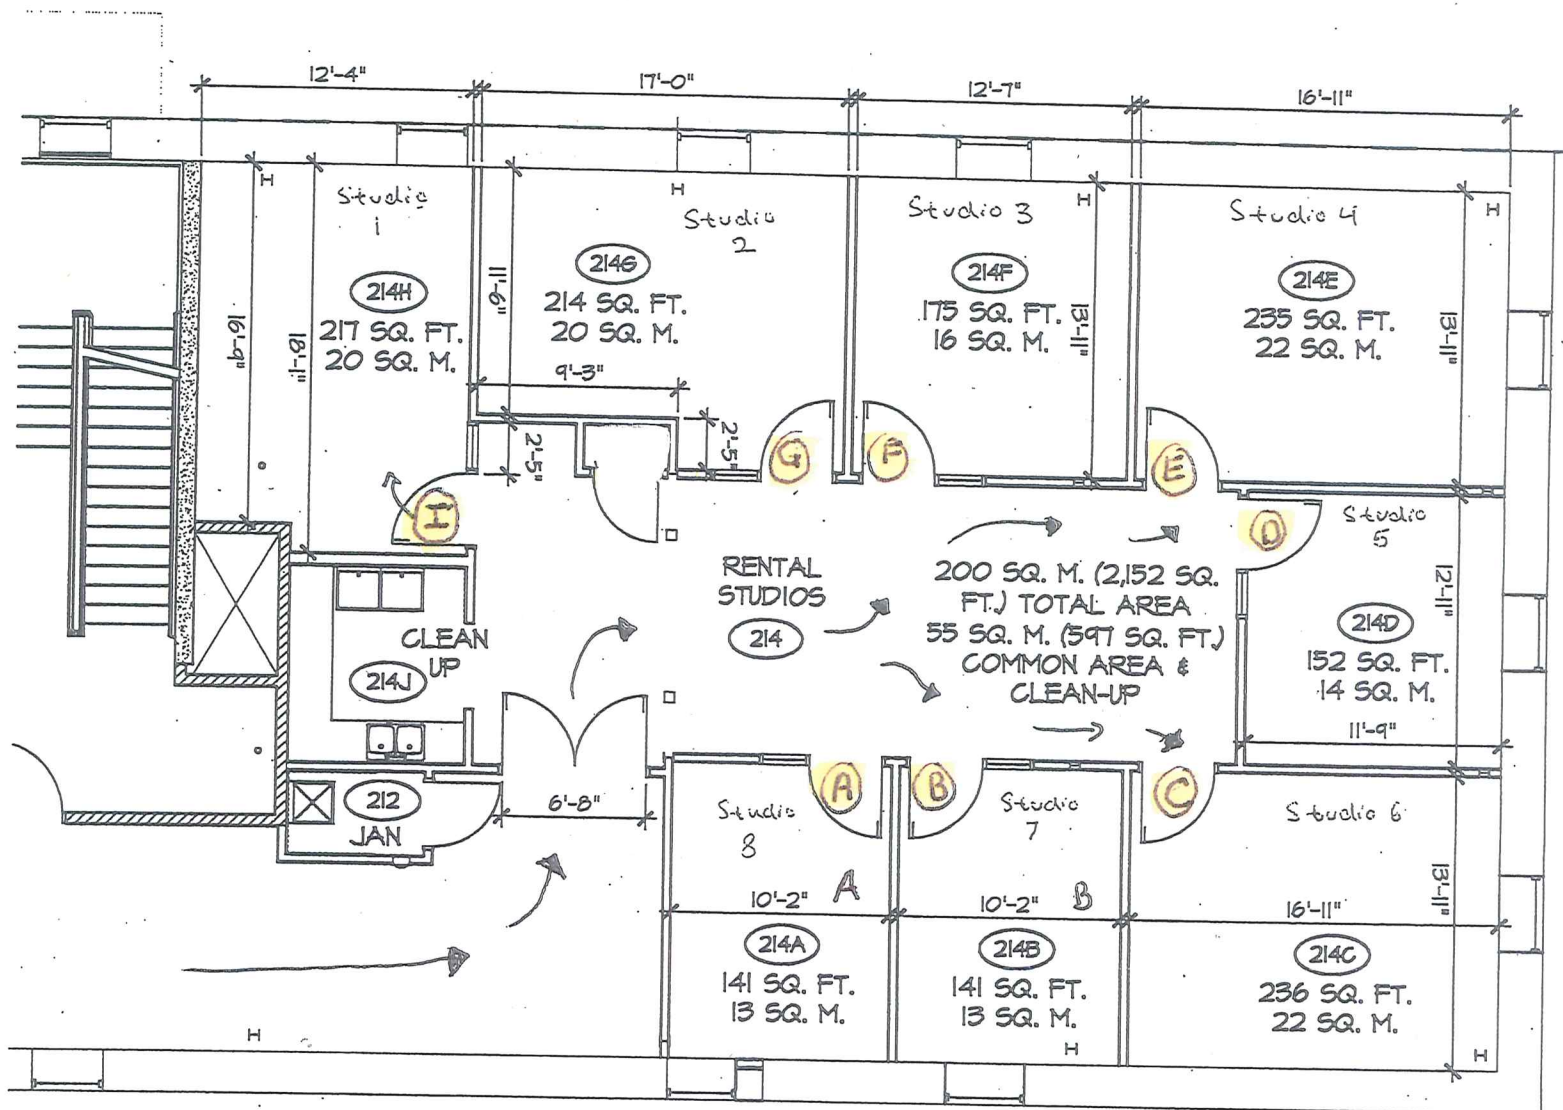 12'-4"
17'-0"
12'-7"
16'-11"
H
Studio
1
214H
217 SQ. FT.
20 SQ. M.
16'-9"
18'-1"
H
Studio
2
214G
214 SQ. FT.
20 SQ. M.
11'-6"
9'-3"
2'-5"
2'-5"
Studio 3
H
214F
175 SQ. FT.
16 SQ. M.
13'-11"
Studio 4
H
214E
235 SQ. FT.
22 SQ. M.
13'-11"
G
F
E
I
D
Studio
5
214D
152 SQ. FT.
14 SQ. M.
12'-11"
11'-9"
RENTAL
STUDIOS
214
200 SQ. M. (2,152 SQ.
FT.) TOTAL AREA
55 SQ. M. (597 SQ. FT.)
COMMON AREA &
CLEAN-UP
CLEAN
UP
214J
212
JAN
6'-8"
A
B
C
Studio
8
A
10'-2"
214A
141 SQ. FT.
13 SQ. M.
Studio
7
B
10'-2"
214B
141 SQ. FT.
13 SQ. M.
H
Studio 6
16'-11"
13'-11"
214C
236 SQ. FT.
22 SQ. M.
H
H